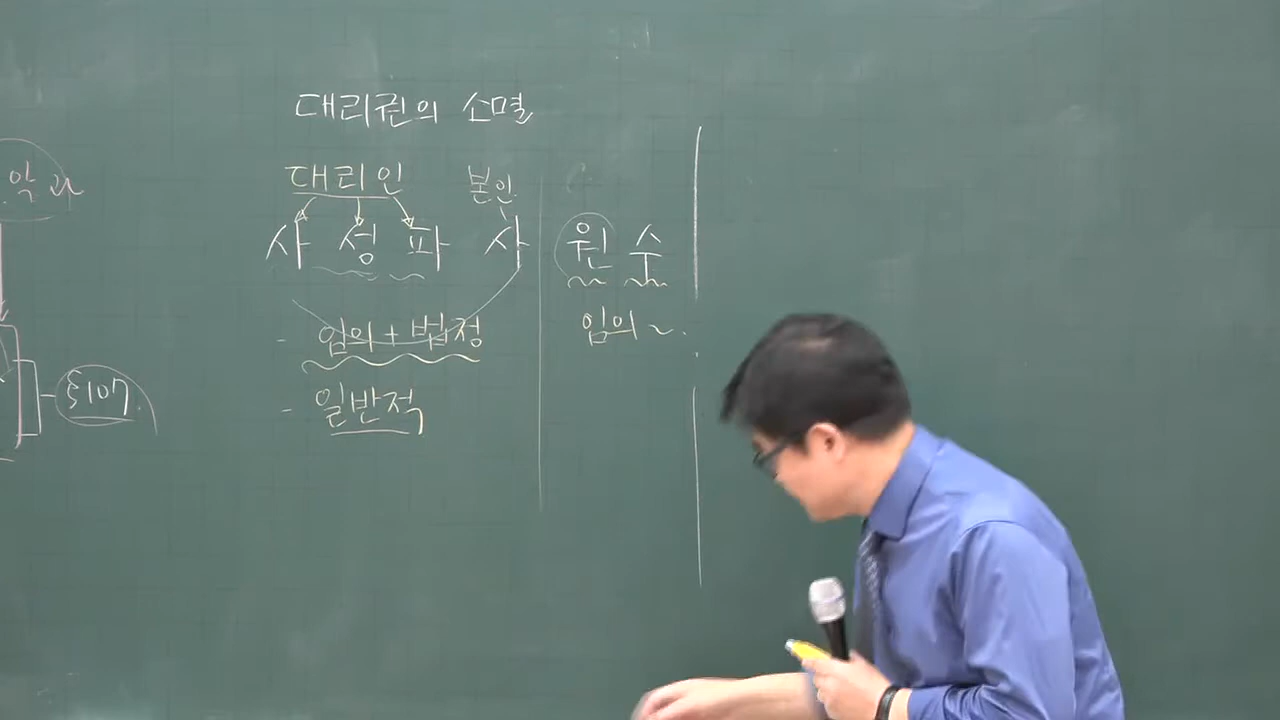 대리권의 소멸
대리인 본인
사 성 파 사
원 수
- 임의 + 법정
임의 ~.
- 일반적
§107